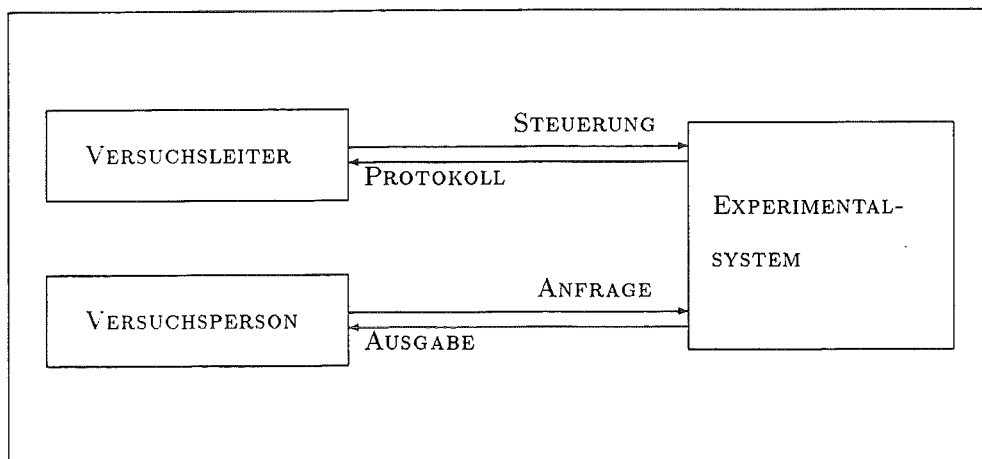 STEUERUNG
VERSUCHSLEITER
PROTOKOLL
EXPERIMENTAL-
SYSTEM
ANFRAGE
VERSUCHSPERSON
AUSGABE